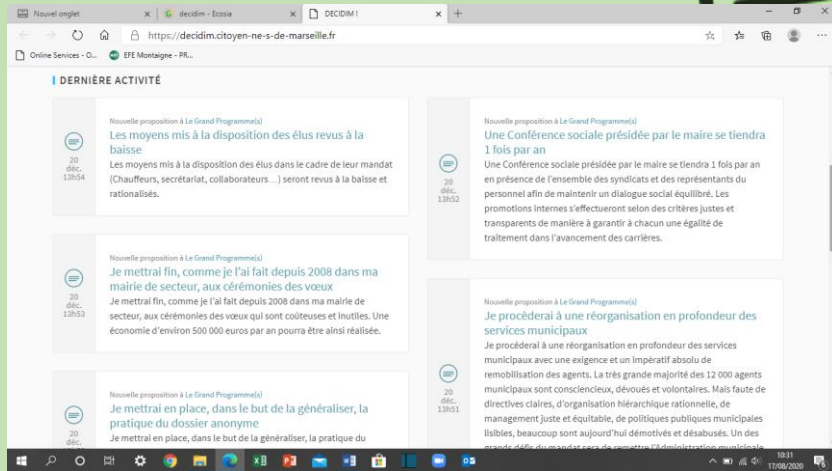 Nouvel onglet
decidim - Ecosia
DECIDIM !
https://decidim.citoyen-ne-s-de-marseille.fr
Online Services - O...
EFE Montaigne - PR...
DERNIÈRE ACTIVITÉ
20
déc.
13h54
Nouvelle proposition à Le Grand Programme(s)
Les moyens mis à la disposition des élus revus à la
baisse
Les moyens mis à la disposition des élus dans le cadre de leur mandat
(Chauffeurs, secrétariat, collaborateurs…) seront revus à la baisse et
rationalisés.
20
déc.
13h53
Nouvelle proposition à Le Grand Programme(s)
Je mettrai fin, comme je l'ai fait depuis 2008 dans ma
mairie de secteur, aux cérémonies des vœux
Je mettrai fin, comme je l'ai fait depuis 2008 dans ma mairie de
secteur, aux cérémonies des vœux qui sont coûteuses et inutiles. Une
économie d'environ 500 000 euros par an pourra être ainsi réalisée.
20
déc.
Nouvelle proposition à Le Grand Programme(s)
Je mettrai en place, dans le but de la généraliser, la
pratique du dossier anonyme
Je mettrai en place, dans le but de la généraliser, la pratique du
20
déc.
13h52
Nouvelle proposition à Le Grand Programme(s)
Une Conférence sociale présidée par le maire se tiendra
1 fois par an
Une Conférence sociale présidée par le maire se tiendra 1 fois par an
en présence de l'ensemble des syndicats et des représentants du
personnel afin de maintenir un dialogue social équilibré. Les
promotions internes s'effectueront selon des critères justes et
transparents de manière à garantir à chacun une égalité de
traitement dans l'avancement des carrières.
20
déc.
13h51
Nouvelle proposition à Le Grand Programme(s)
Je procèderai à une réorganisation en profondeur des
services municipaux
Je procèderai à une réorganisation en profondeur des services
municipaux avec une exigence et un impératif absolu de
remobilisation des agents. La très grande majorité des 12 000 agents
municipaux sont consciencieux, dévoués et volontaires. Mais faute de
directives claires, d'organisation hiérarchique rationnelle, de
management juste et équitable, de politiques publiques municipales
lisibles, beaucoup sont aujourd'hui démotivés et désabusés. Un des
grands défis du mandat sera de remettre l'Administration municipale
10:31
17/08/2020